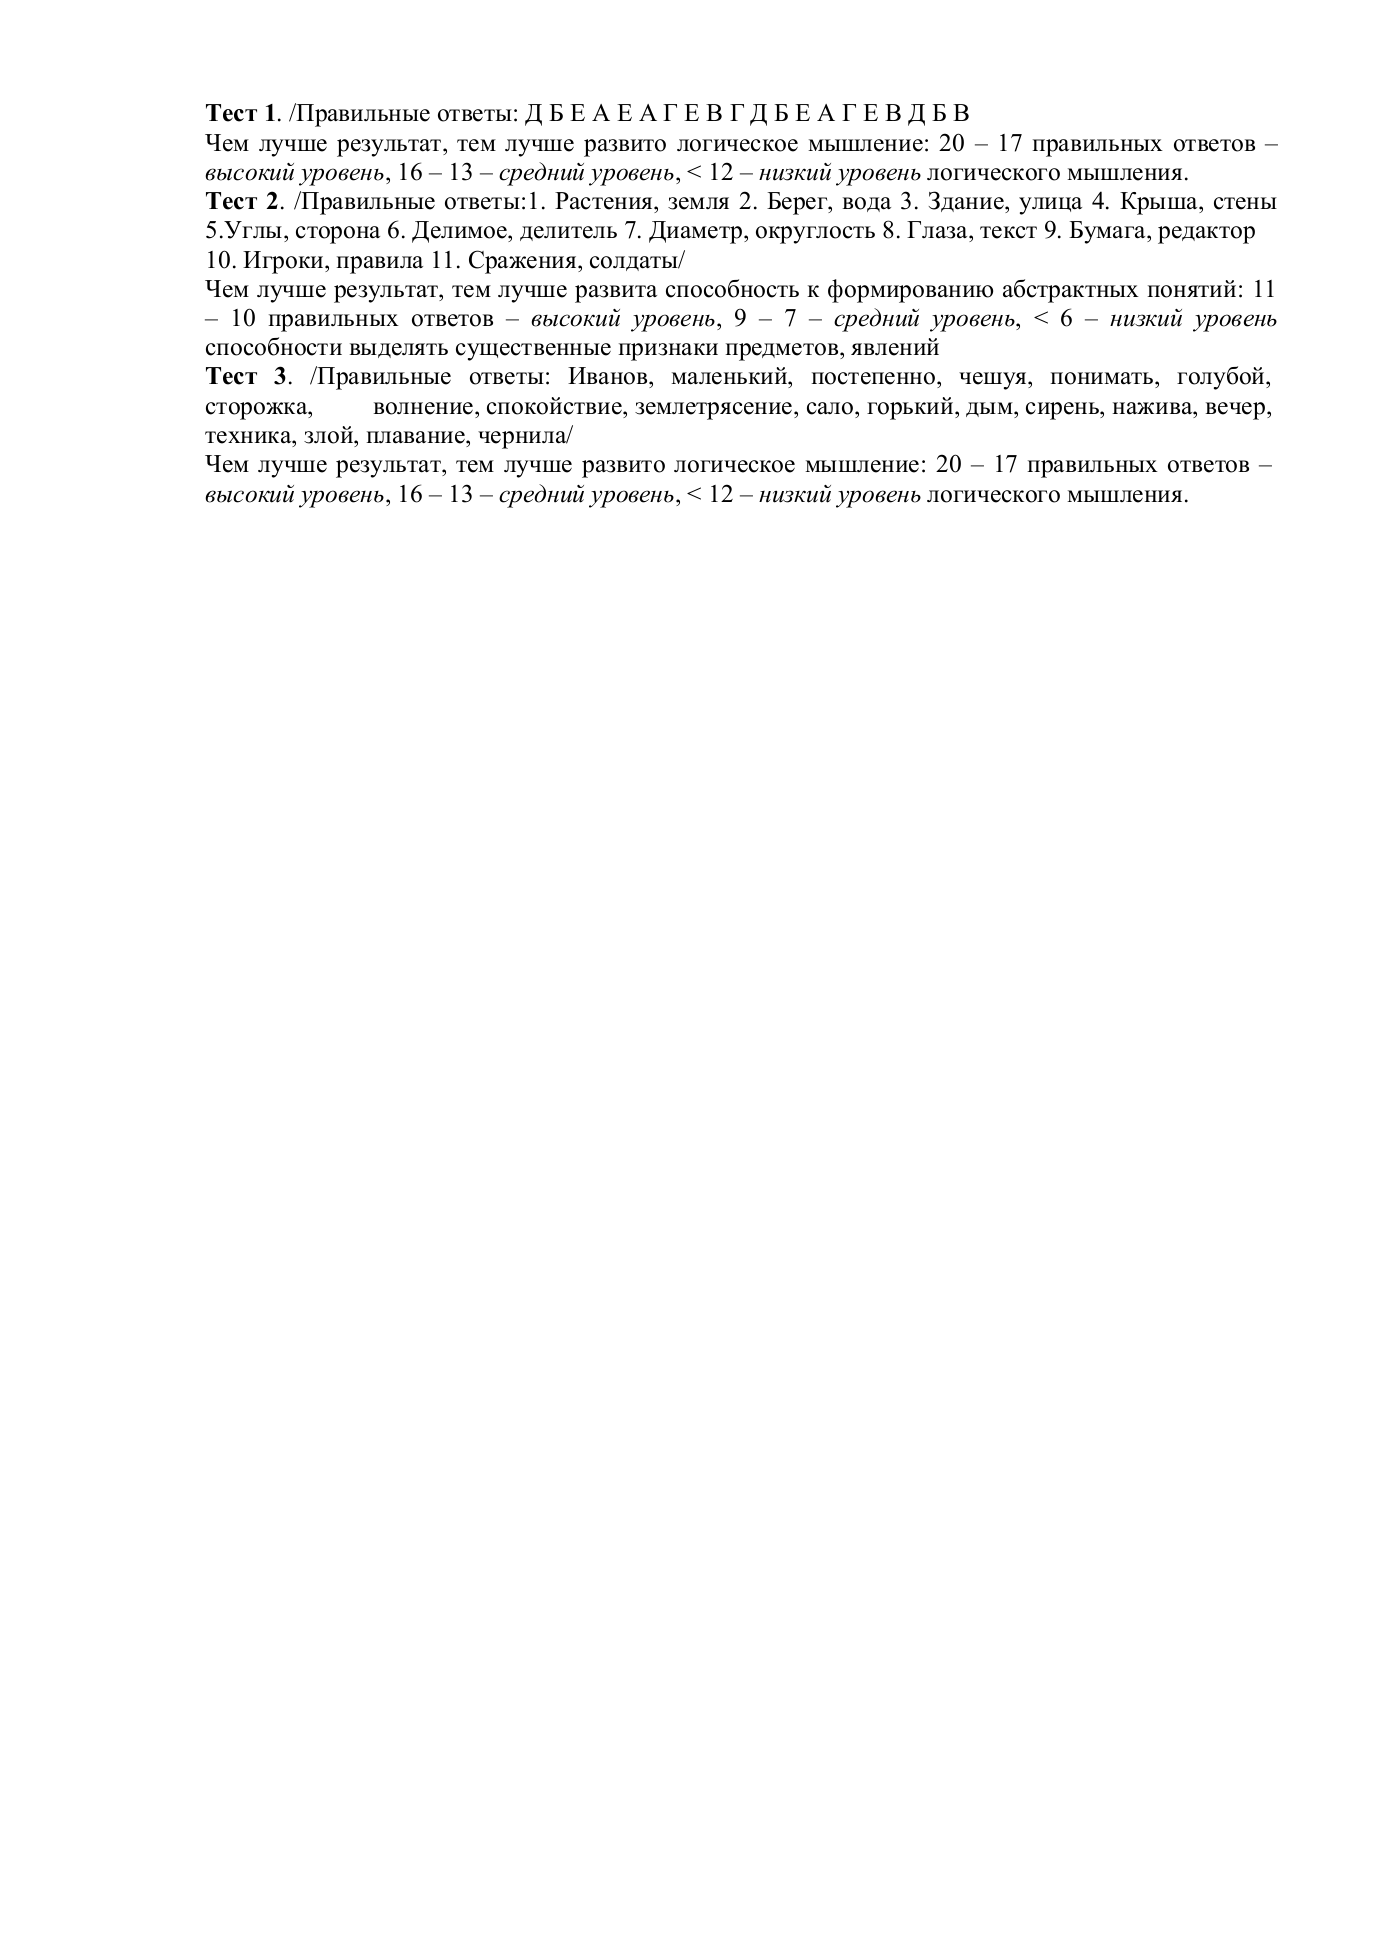 Тест 1. /Правильные ответы: Д Б Е А Е А Г Е В Г Д Б Е А Г Е В Д Б В
Чем лучше результат, тем лучше развито логическое мышление: 20 – 17 правильных ответов –
высокий уровень, 16 – 13 – средний уровень, < 12 – низкий уровень логического мышления.
Тест 2. /Правильные ответы:1. Растения, земля 2. Берег, вода 3. Здание, улица 4. Крыша, стены
5.Углы, сторона 6. Делимое, делитель 7. Диаметр, округлость 8. Глаза, текст 9. Бумага, редактор
10. Игроки, правила 11. Сражения, солдаты/
Чем лучше результат, тем лучше развита способность к формированию абстрактных понятий: 11
– 10 правильных ответов – высокий уровень, 9 – 7 – средний уровень, < 6 – низкий уровень
способности выделять существенные признаки предметов, явлений
Тест 3. /Правильные ответы: Иванов, маленький, постепенно, чешуя, понимать, голубой,
сторожка, волнение, спокойствие, землетрясение, сало, горький, дым, сирень, нажива, вечер,
техника, злой, плавание, чернила/
Чем лучше результат, тем лучше развито логическое мышление: 20 – 17 правильных ответов –
высокий уровень, 16 – 13 – средний уровень, < 12 – низкий уровень логического мышления.